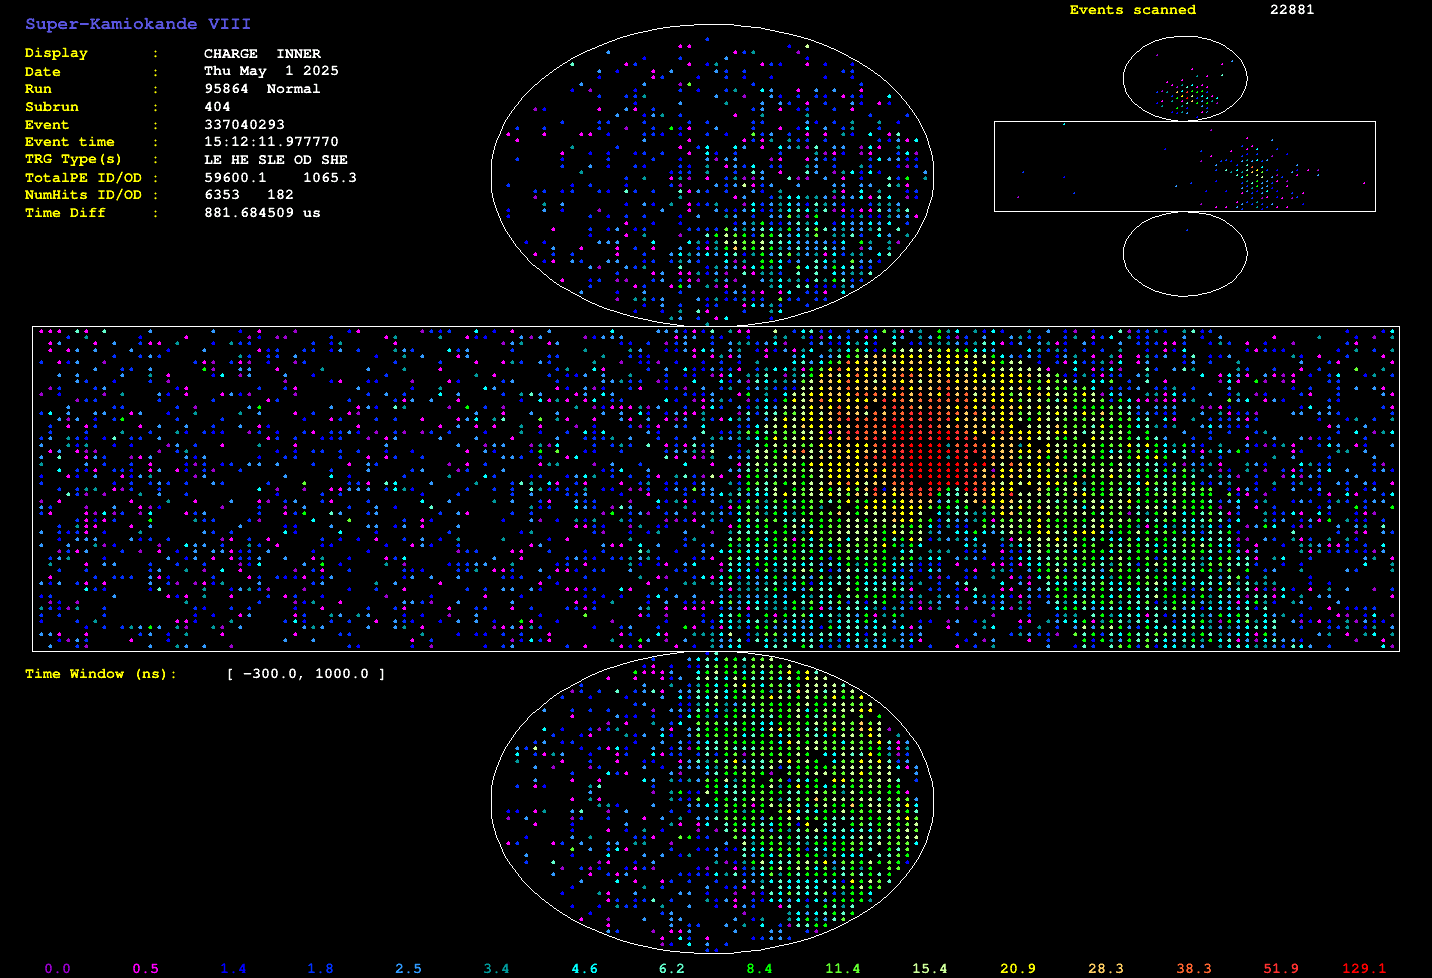 Super-Kamiokande VIII
Events scanned 22881
Display : CHARGE INNER
Date : Thu May 1 2025
Run : 95864 Normal
Subrun : 404
Event : 337040293
Event time : 15:12:11.977770
TRG Type(s) : LE HE SLE OD SHE
TotalPE ID/OD : 59600.1 1065.3
NumHits ID/OD : 6353 182
Time Diff : 881.684509 us
Time Window (ns): [ -300.0, 1000.0 ]
0.0 0.5 1.4 1.8 2.5 3.4 4.6 6.2 8.4 11.4 15.4 20.9 28.3 38.3 51.9 129.1